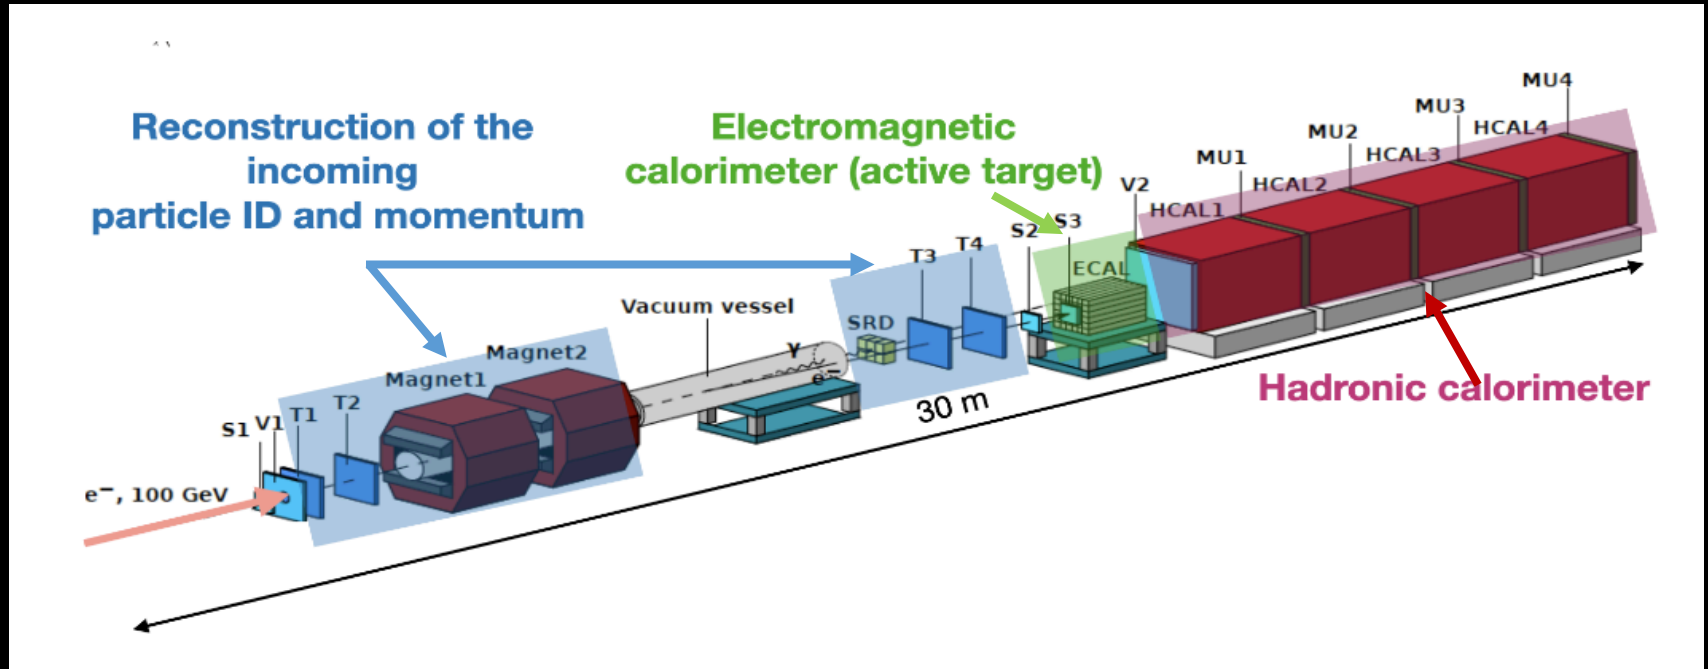 Reconstruction of the
incoming
particle ID and momentum
Electromagnetic
calorimeter (active target)
MU4
MU3
HCAL4
MU2
HCAL3
MU1
HCAL2
V2
HCAL1
S3
S2
T4
T3
ECAL
Vacuum vessel
SRD
γ
e⁻
Magnet2
Magnet1
Hadronic calorimeter
30 m
T2
T1
V1
S1
e⁻, 100 GeV